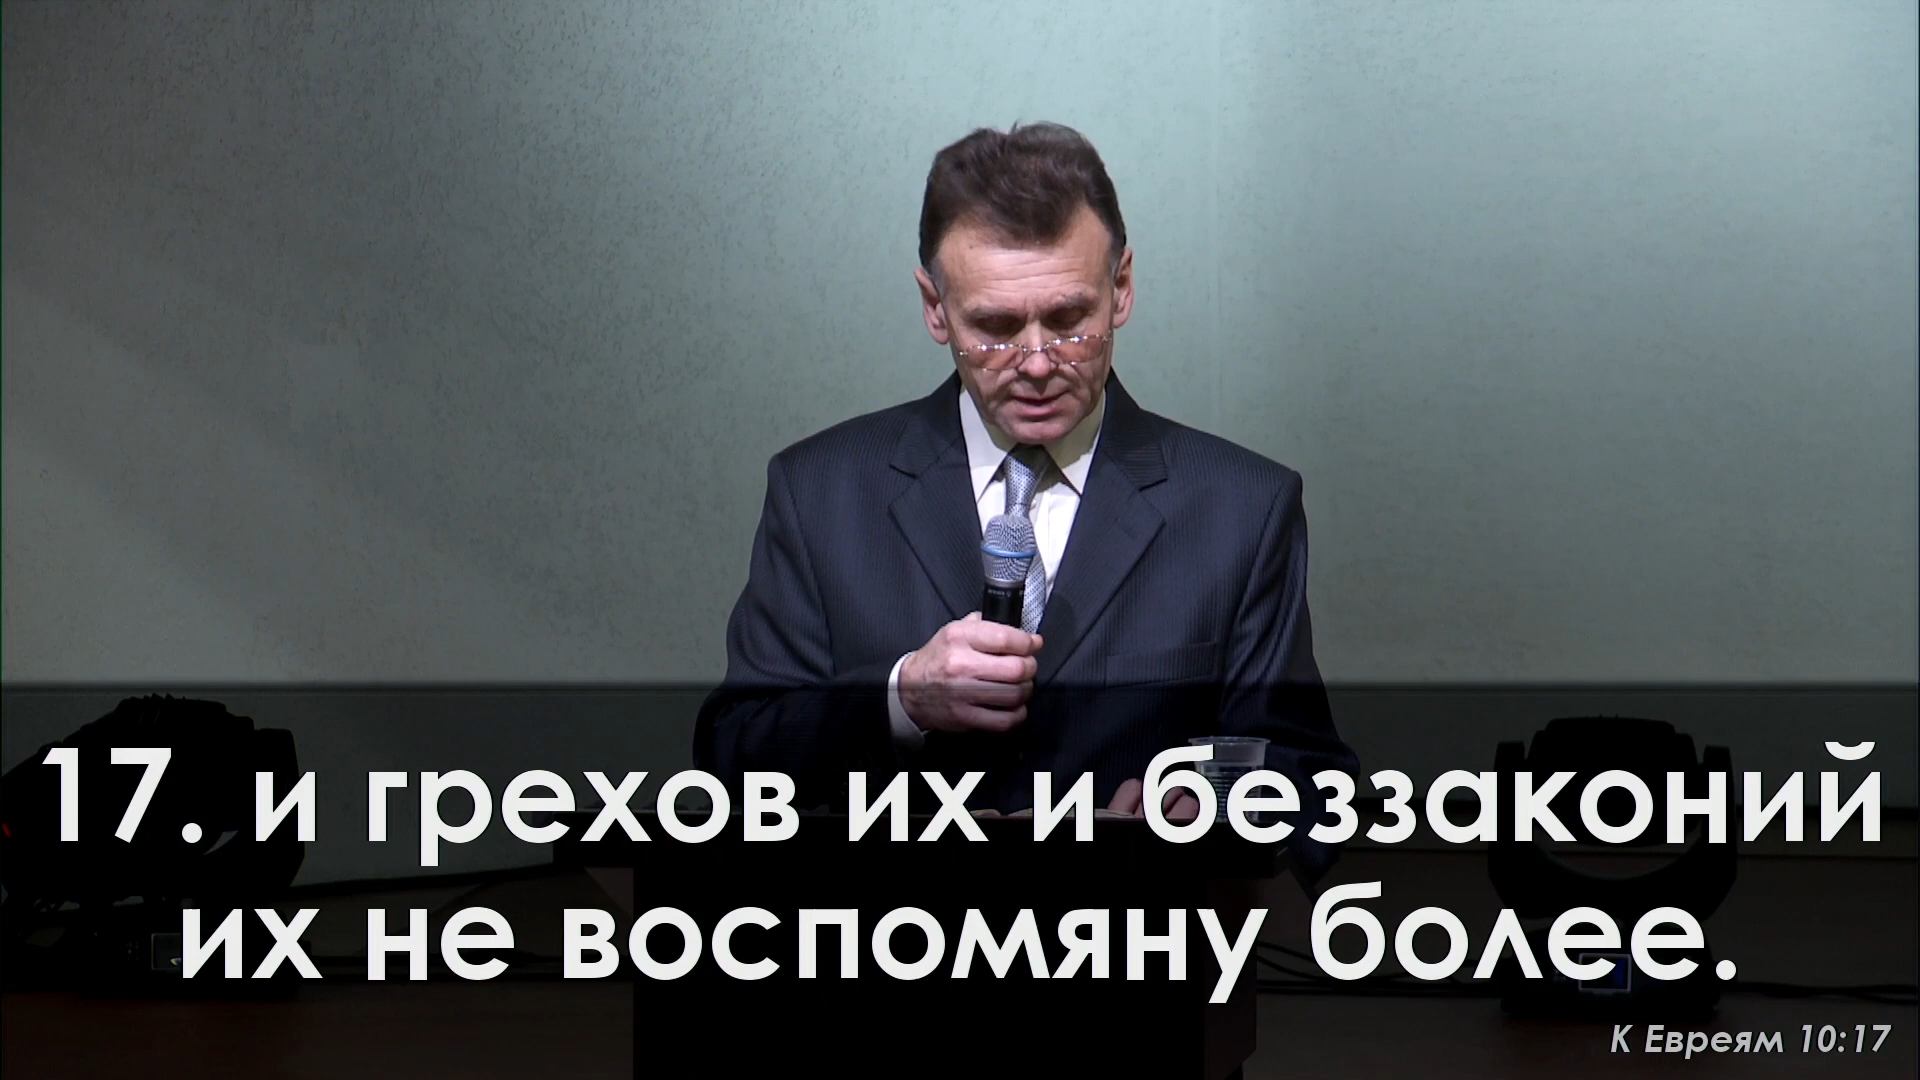 17. и грехов их и беззаконий
их не воспомяну более.
К Евреям 10:17